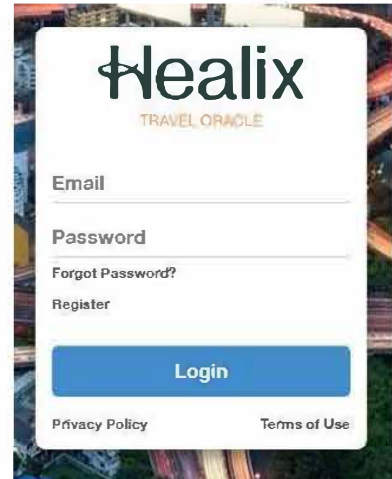 Healix
TRAVEL ORACLE
Email
Password
Forgot Password?
Register
Login
Privacy Policy Terms of Use